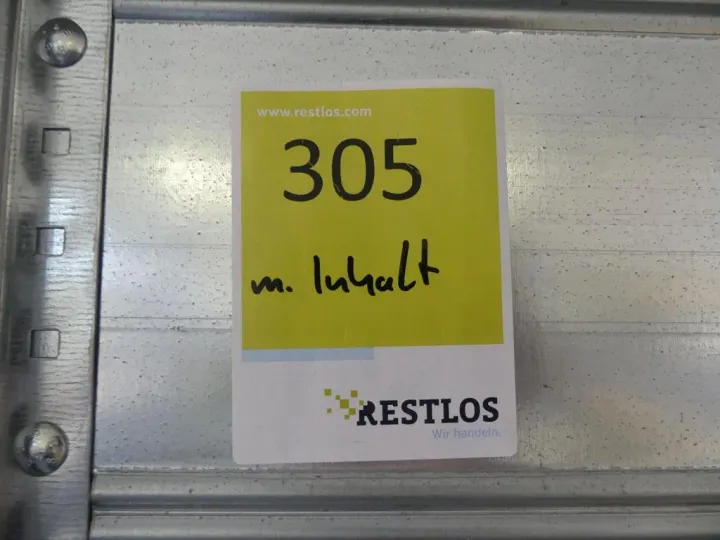 www.restlos.com
305
m. Inhalt
RESTLOS
Wir handeln.